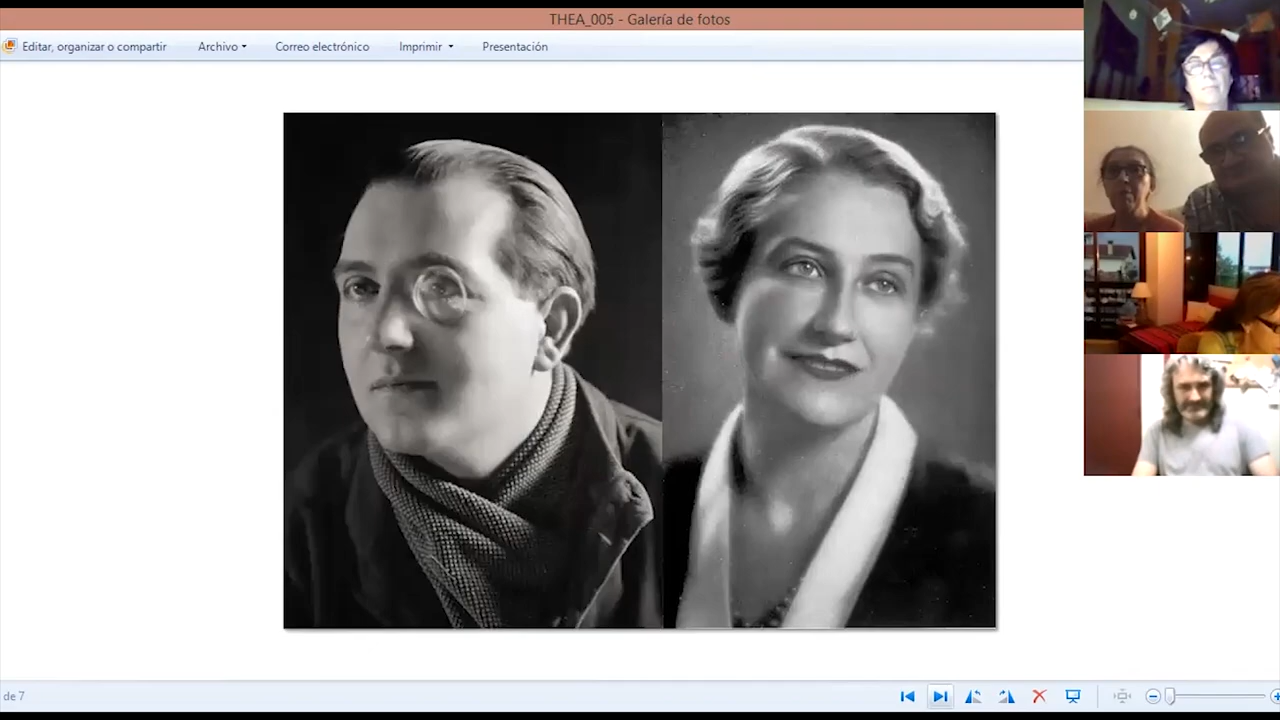 THEA_005 - Galería de fotos
Editar, organizar o compartir Archivo Correo electrónico Imprimir Presentación
de 7